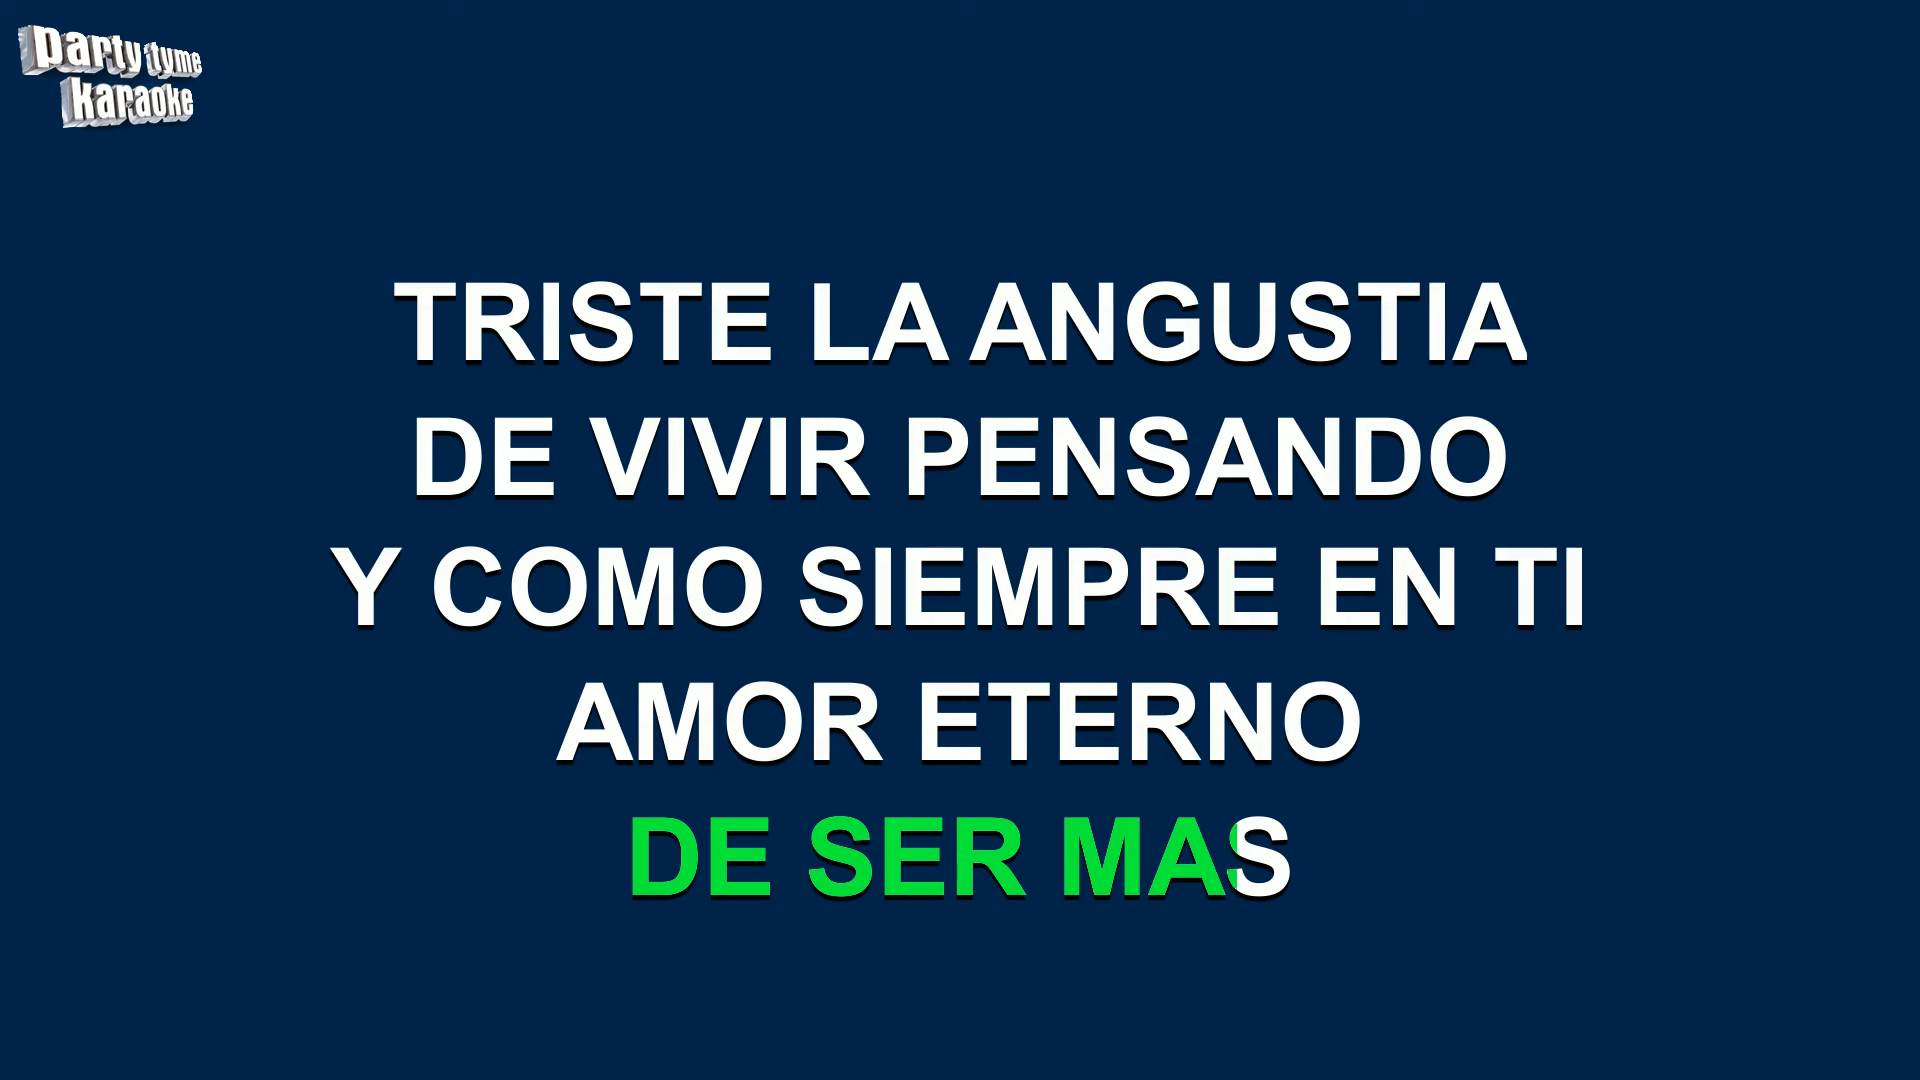 party tyme
karaoke
TRISTE LA ANGUSTIA
DE VIVIR PENSANDO
Y COMO SIEMPRE EN TI
AMOR ETERNO
DE SER MAS